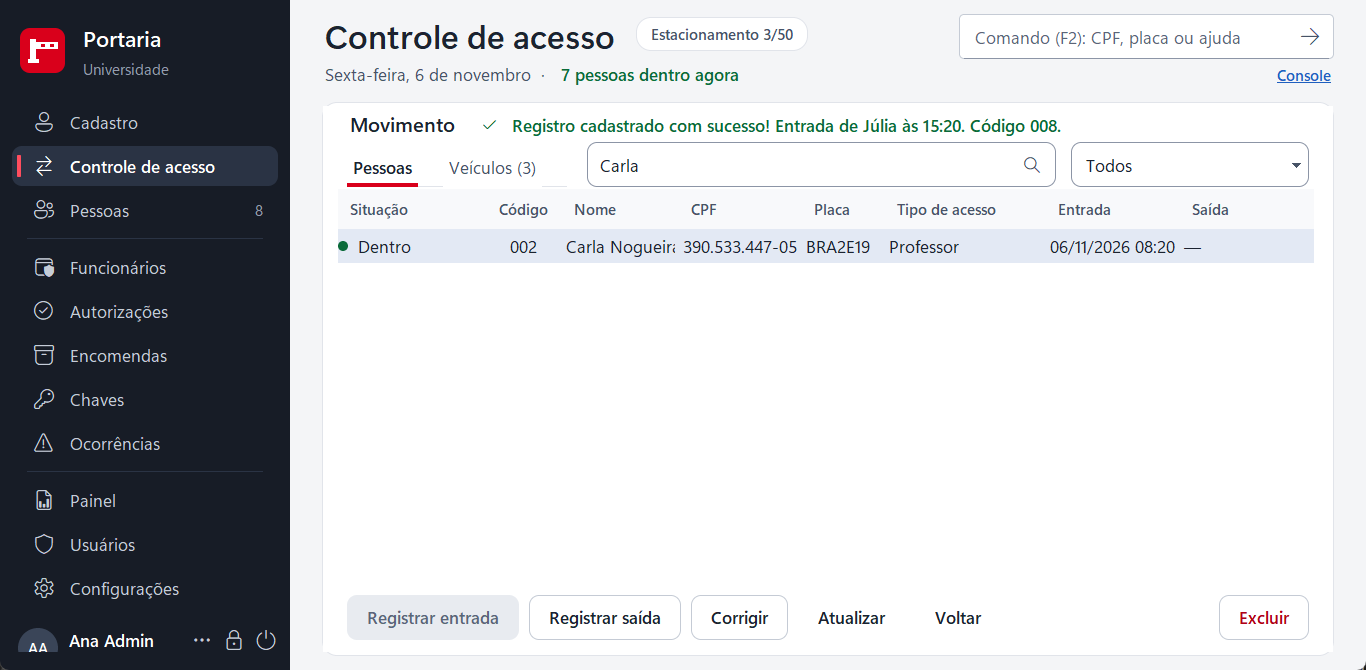 Portaria
Universidade
Cadastro
Controle de acesso
Pessoas 8
Funcionários
Autorizações
Encomendas
Chaves
Ocorrências
Painel
Usuários
Configurações
AA Ana Admin
Controle de acesso
Estacionamento 3/50
Comando (F2): CPF, placa ou ajuda
Sexta-feira, 6 de novembro · 7 pessoas dentro agora
Console
Movimento
Registro cadastrado com sucesso! Entrada de Júlia às 15:20. Código 008.
Pessoas Veículos (3)
Carla
Todos
Situação Código Nome CPF Placa Tipo de acesso Entrada Saída
Dentro 002 Carla Nogueira 390.533.447-05 BRA2E19 Professor 06/11/2026 08:20 —
Registrar entrada Registrar saída Corrigir Atualizar Voltar Excluir